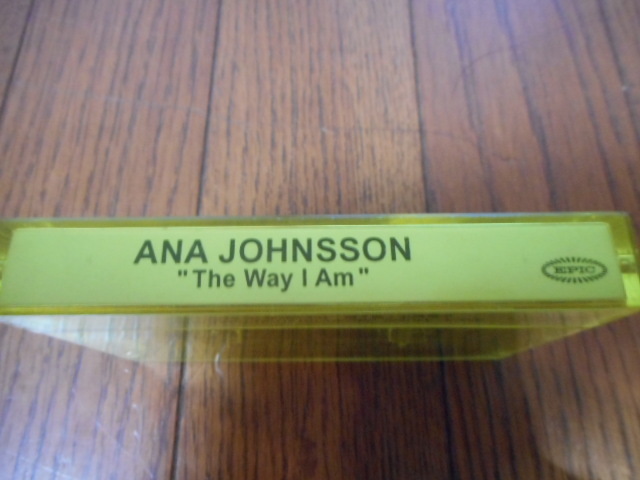 ANA JOHNSSON
"The Way I Am"
EPIC